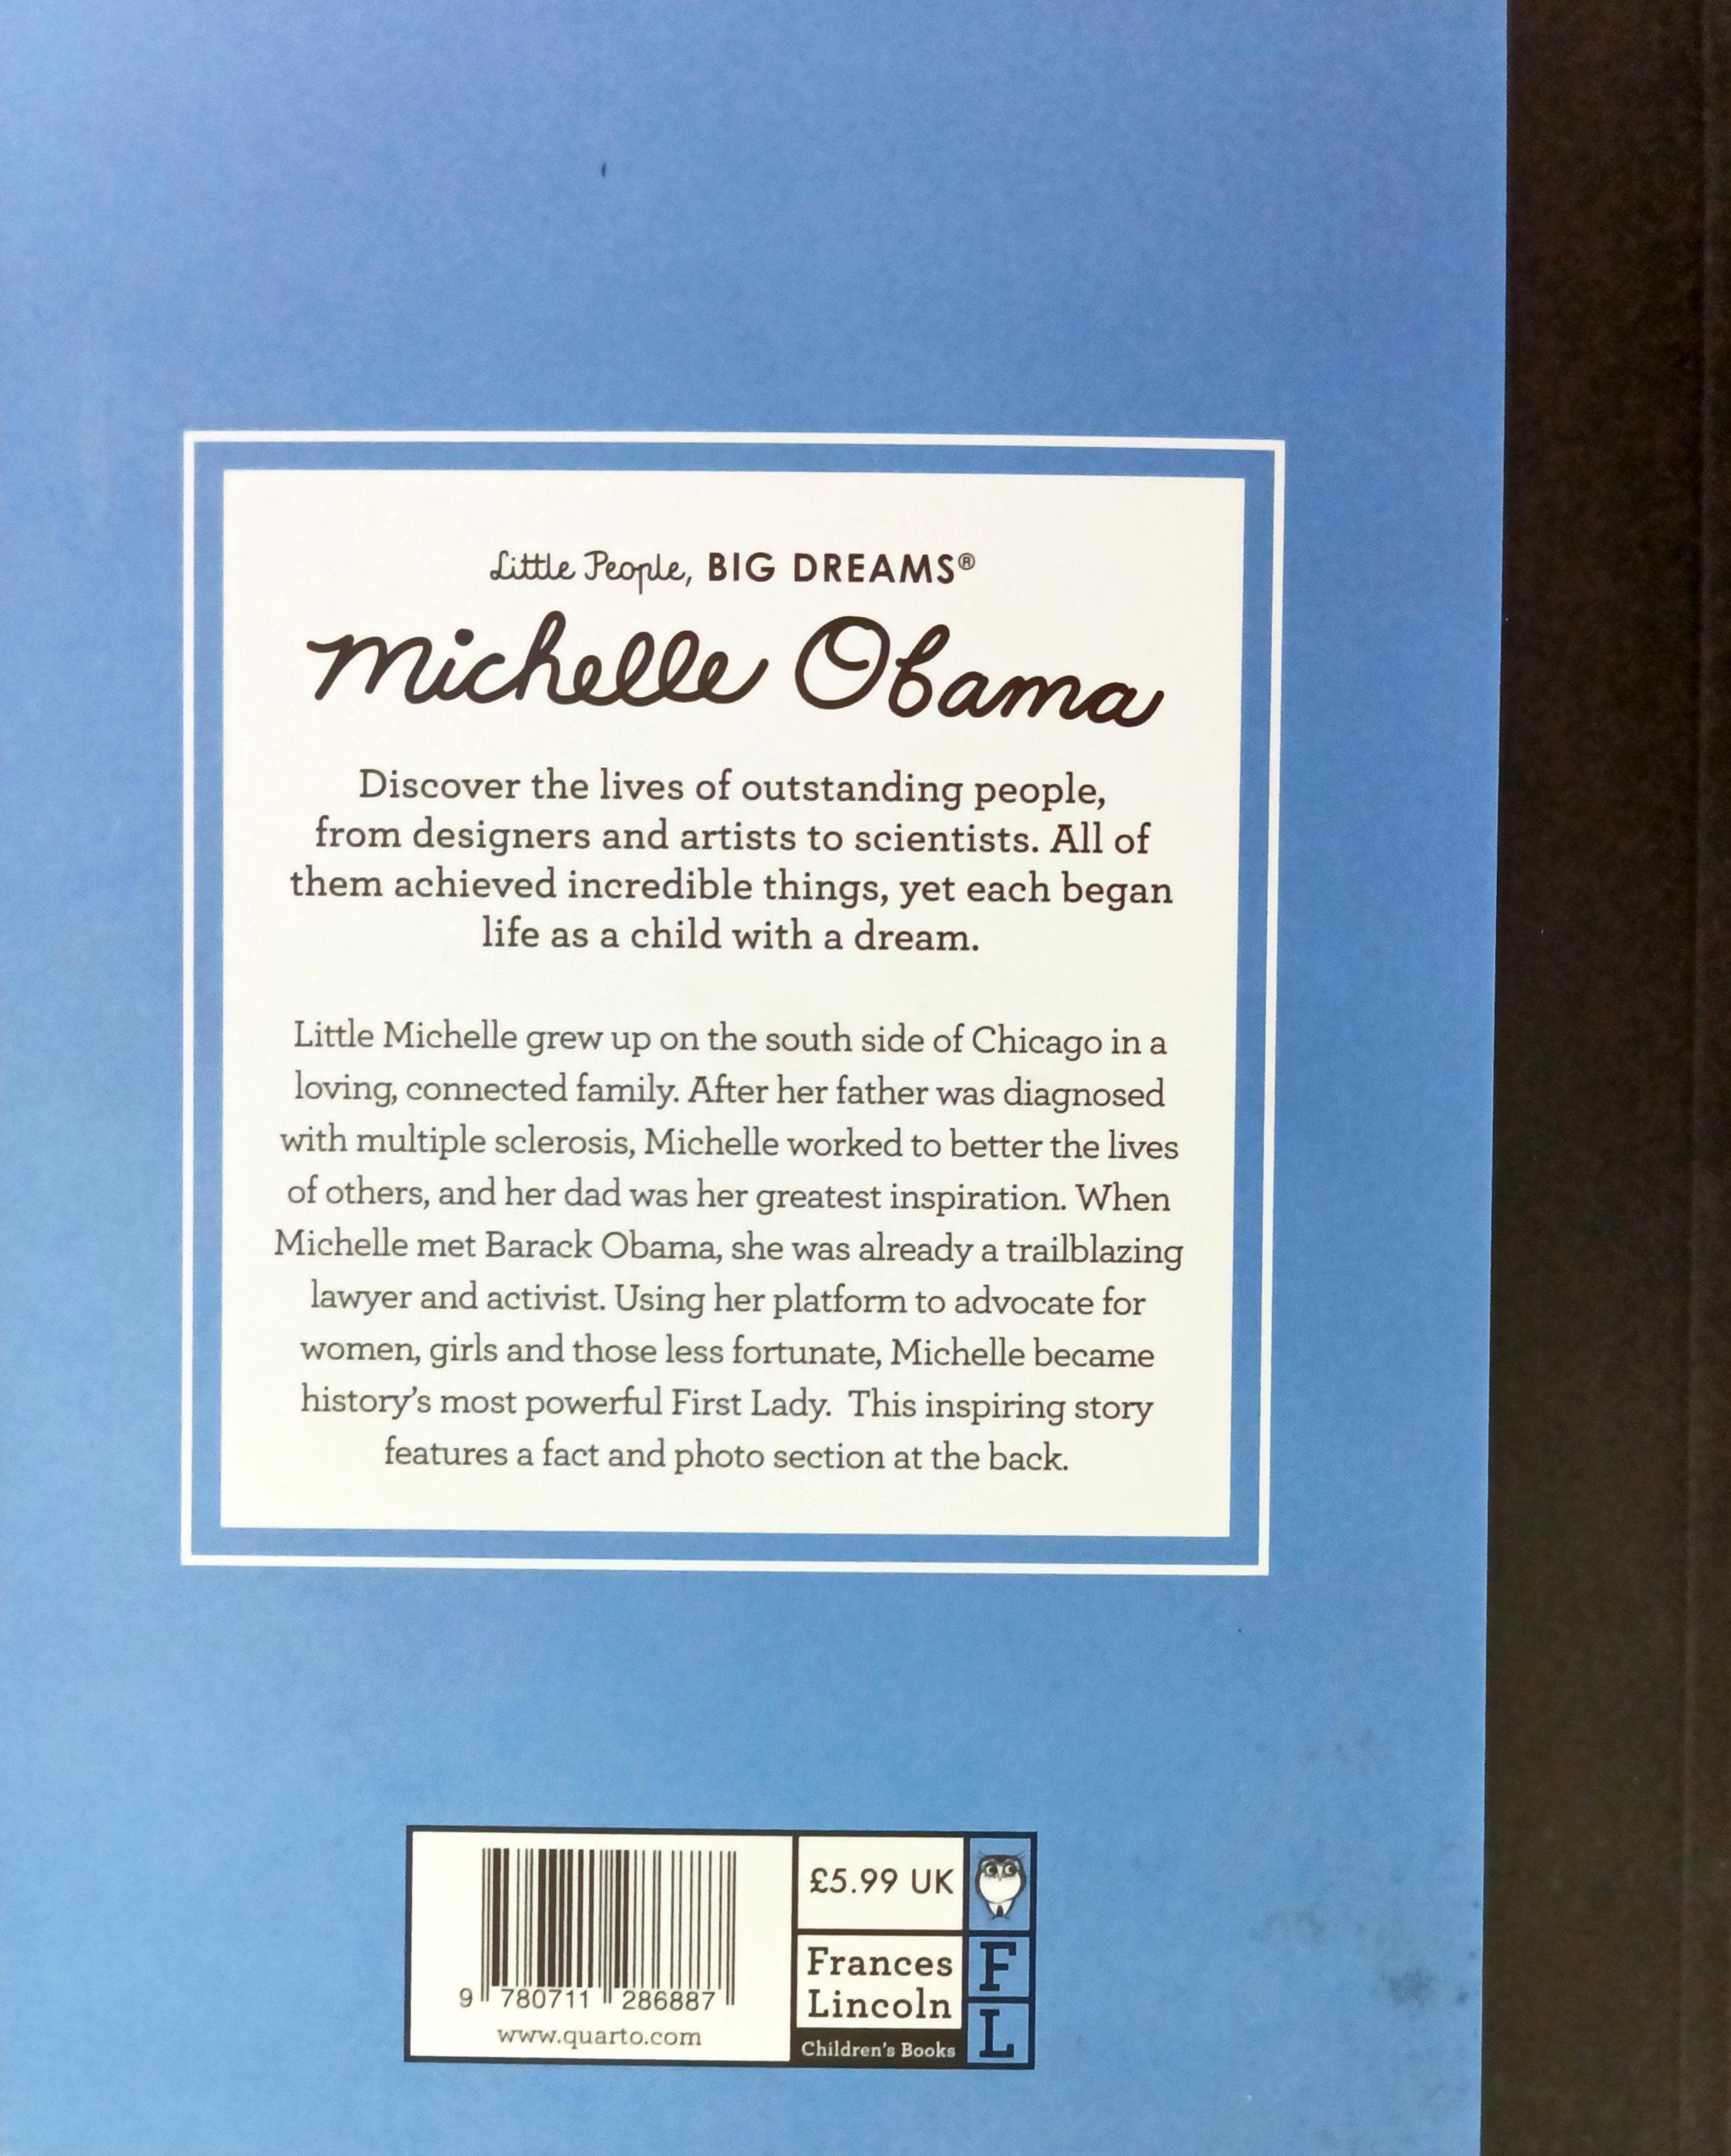 Little People, BIG DREAMS®
Michelle Obama
Discover the lives of outstanding people,
from designers and artists to scientists. All of
them achieved incredible things, yet each began
life as a child with a dream.
Little Michelle grew up on the south side of Chicago in a
loving, connected family. After her father was diagnosed
with multiple sclerosis, Michelle worked to better the lives
of others, and her dad was her greatest inspiration. When
Michelle met Barack Obama, she was already a trailblazing
lawyer and activist. Using her platform to advocate for
women, girls and those less fortunate, Michelle became
history's most powerful First Lady.  This inspiring story
features a fact and photo section at the back.
9 780711 286887
www.quarto.com
£5.99 UK
Frances
Lincoln
Children's Books
F
L